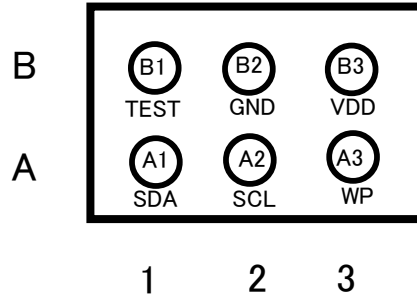 B B1 B2 B3
TEST GND VDD
A A1 A2 A3
SDA SCL WP
1 2 3